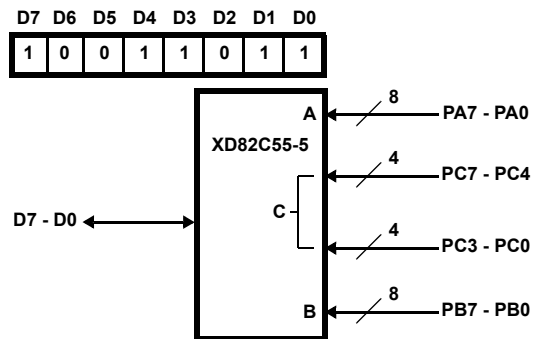 D7 D6 D5 D4 D3 D2 D1 D0
1 0 0 1 1 0 1 1
8
A PA7 - PA0
XD82C55-5
4
PC7 - PC4
C
D7 - D0
4
PC3 - PC0
8
B PB7 - PB0